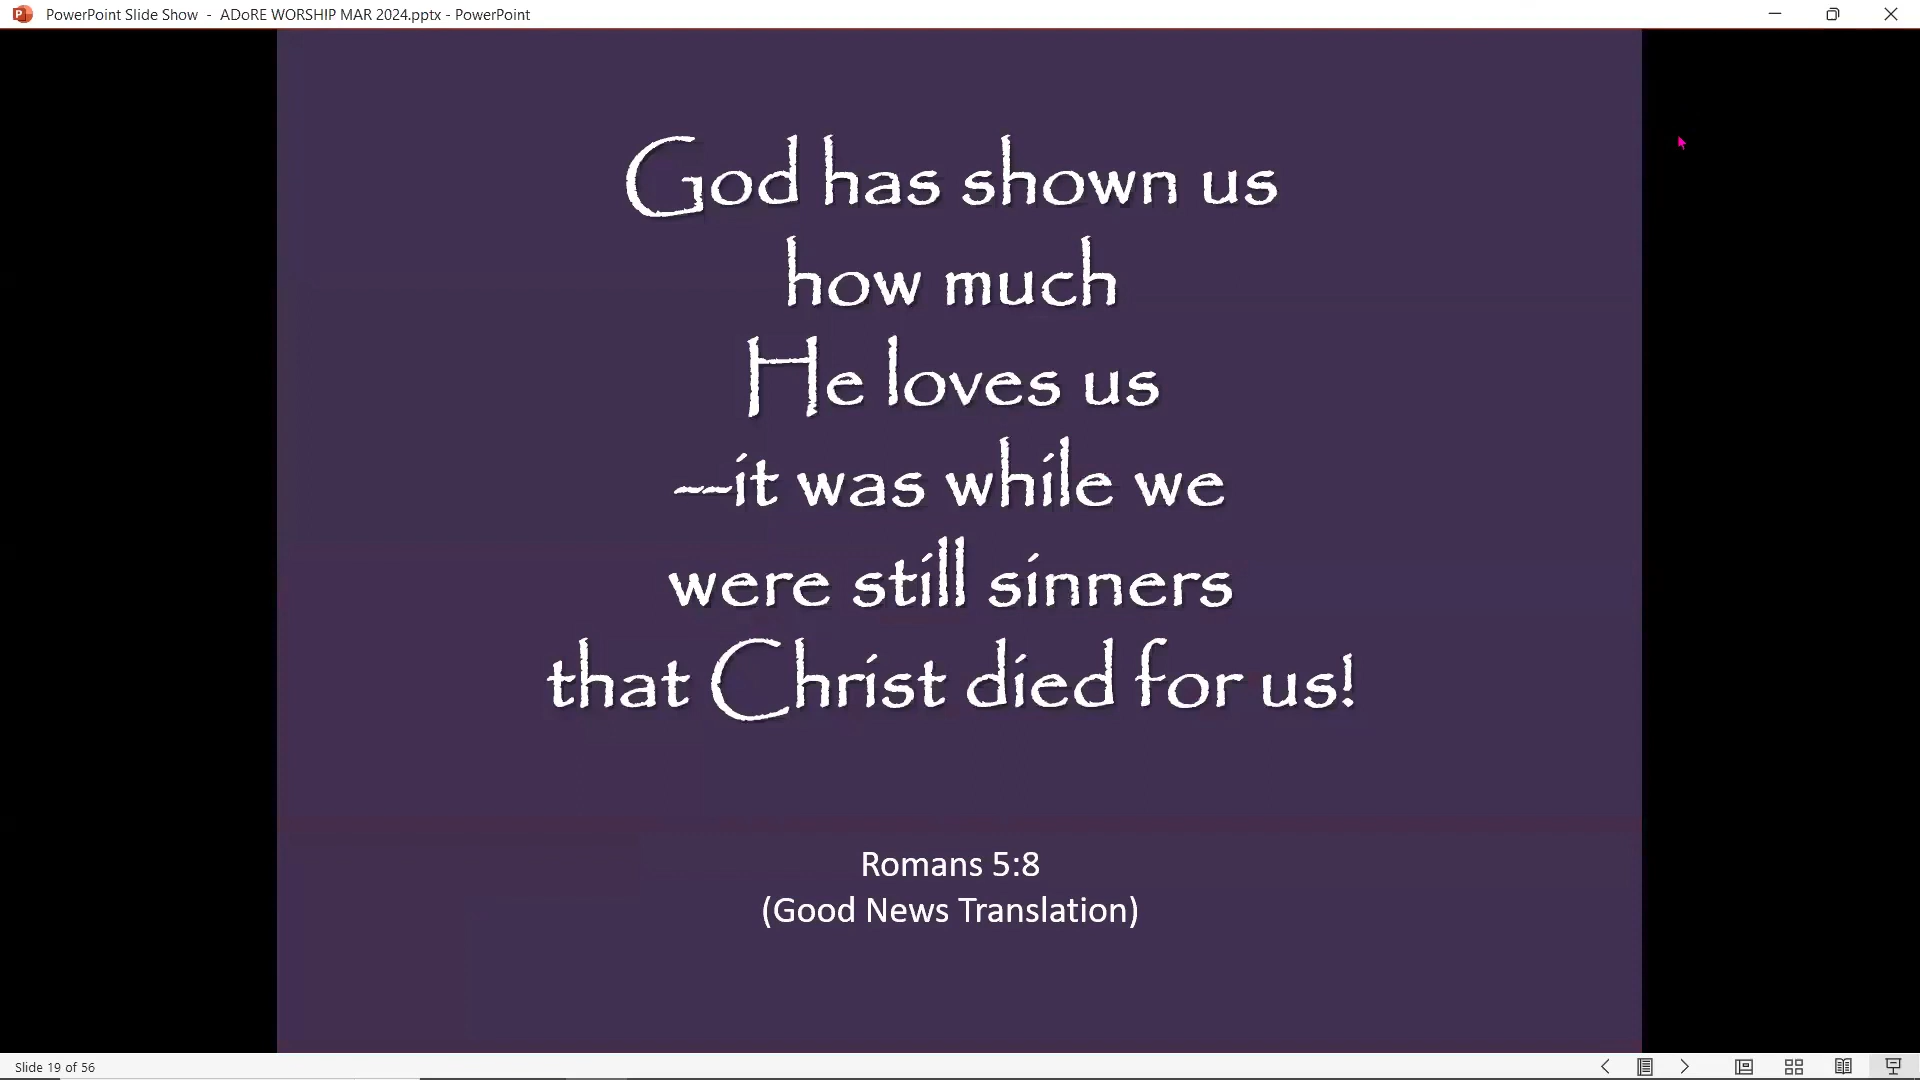 PowerPoint Slide Show - ADoRE WORSHIP MAR 2024.pptx - PowerPoint
God has shown us
how much
He loves us
--it was while we
were still sinners
that Christ died for us!
Romans 5:8
(Good News Translation)
Slide 19 of 56